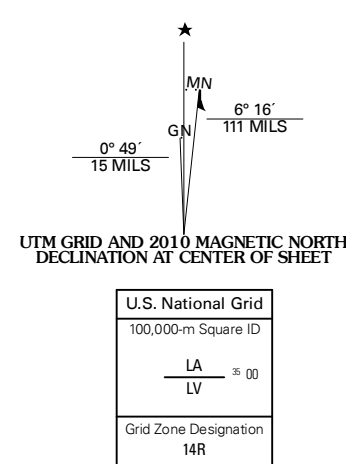 ★
MN
6° 16´
111 MILS
GN
0° 49´
15 MILS
UTM GRID AND 2010 MAGNETIC NORTH
DECLINATION AT CENTER OF SHEET
U.S. National Grid
100,000-m Square ID
LA
35 00
LV
Grid Zone Designation
14R